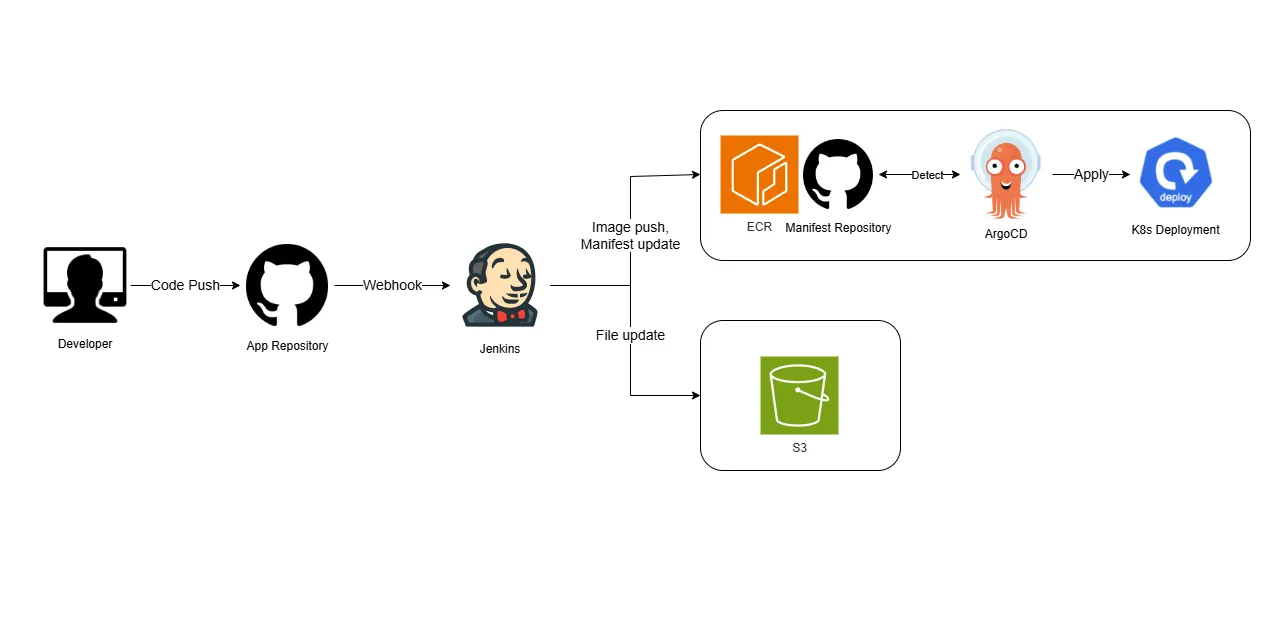 Developer
Code Push
App Repository
Webhook
Jenkins
Image push,
Manifest update
File update
ECR
Manifest Repository
Detect
ArgoCD
Apply
deploy
K8s Deployment
S3